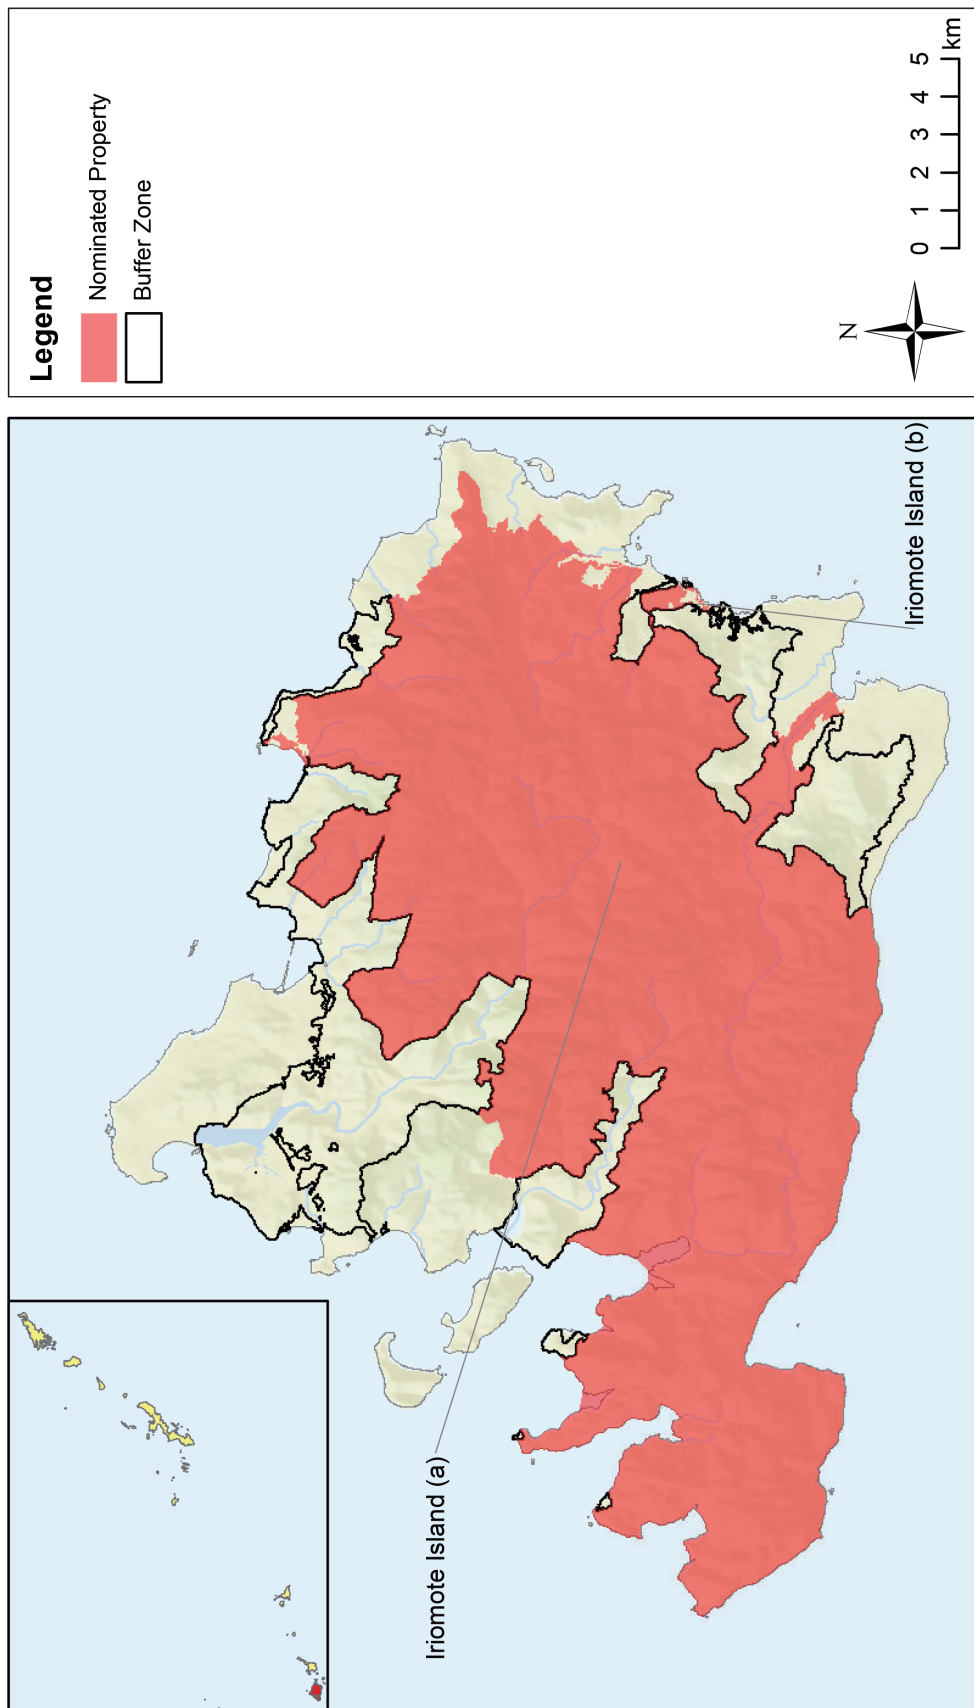 Legend
Nominated Property
Buffer Zone
N
0 1 2 3 4 5
km
Iriomote Island (a)
Iriomote Island (b)